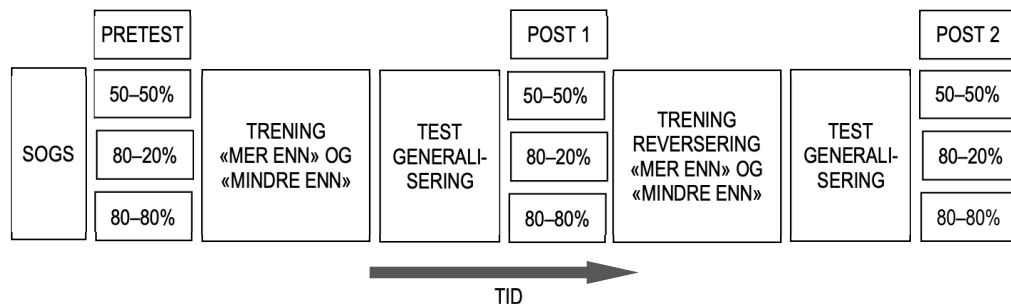 PRETEST
POST 1
POST 2
SOGS
50–50%
80–20%
80–80%
TRENING
«MER ENN» OG
«MINDRE ENN»
TEST
GENERALI-
SERING
50–50%
80–20%
80–80%
TRENING
REVERSERING
«MER ENN» OG
«MINDRE ENN»
TEST
GENERALI-
SERING
50–50%
80–20%
80–80%
TID